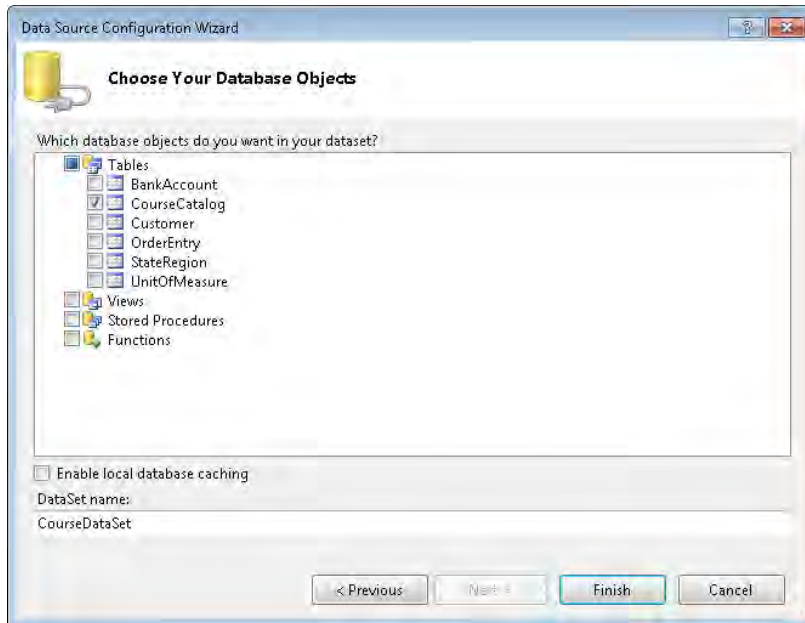 Data Source Configuration Wizard
Choose Your Database Objects
Which database objects do you want in your dataset?
Tables
BankAccount
CourseCatalog
Customer
OrderEntry
StateRegion
UnitOfMeasure
Views
Stored Procedures
Functions
Enable local database caching
DataSet name:
CourseDataSet
< Previous
Next >
Finish
Cancel